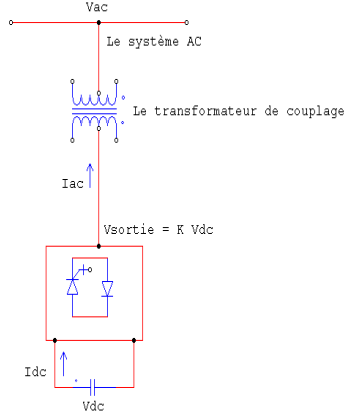 Vac
Le système AC
Le transformateur de couplage
Iac
Vsortie = K Vdc
Idc
Vdc